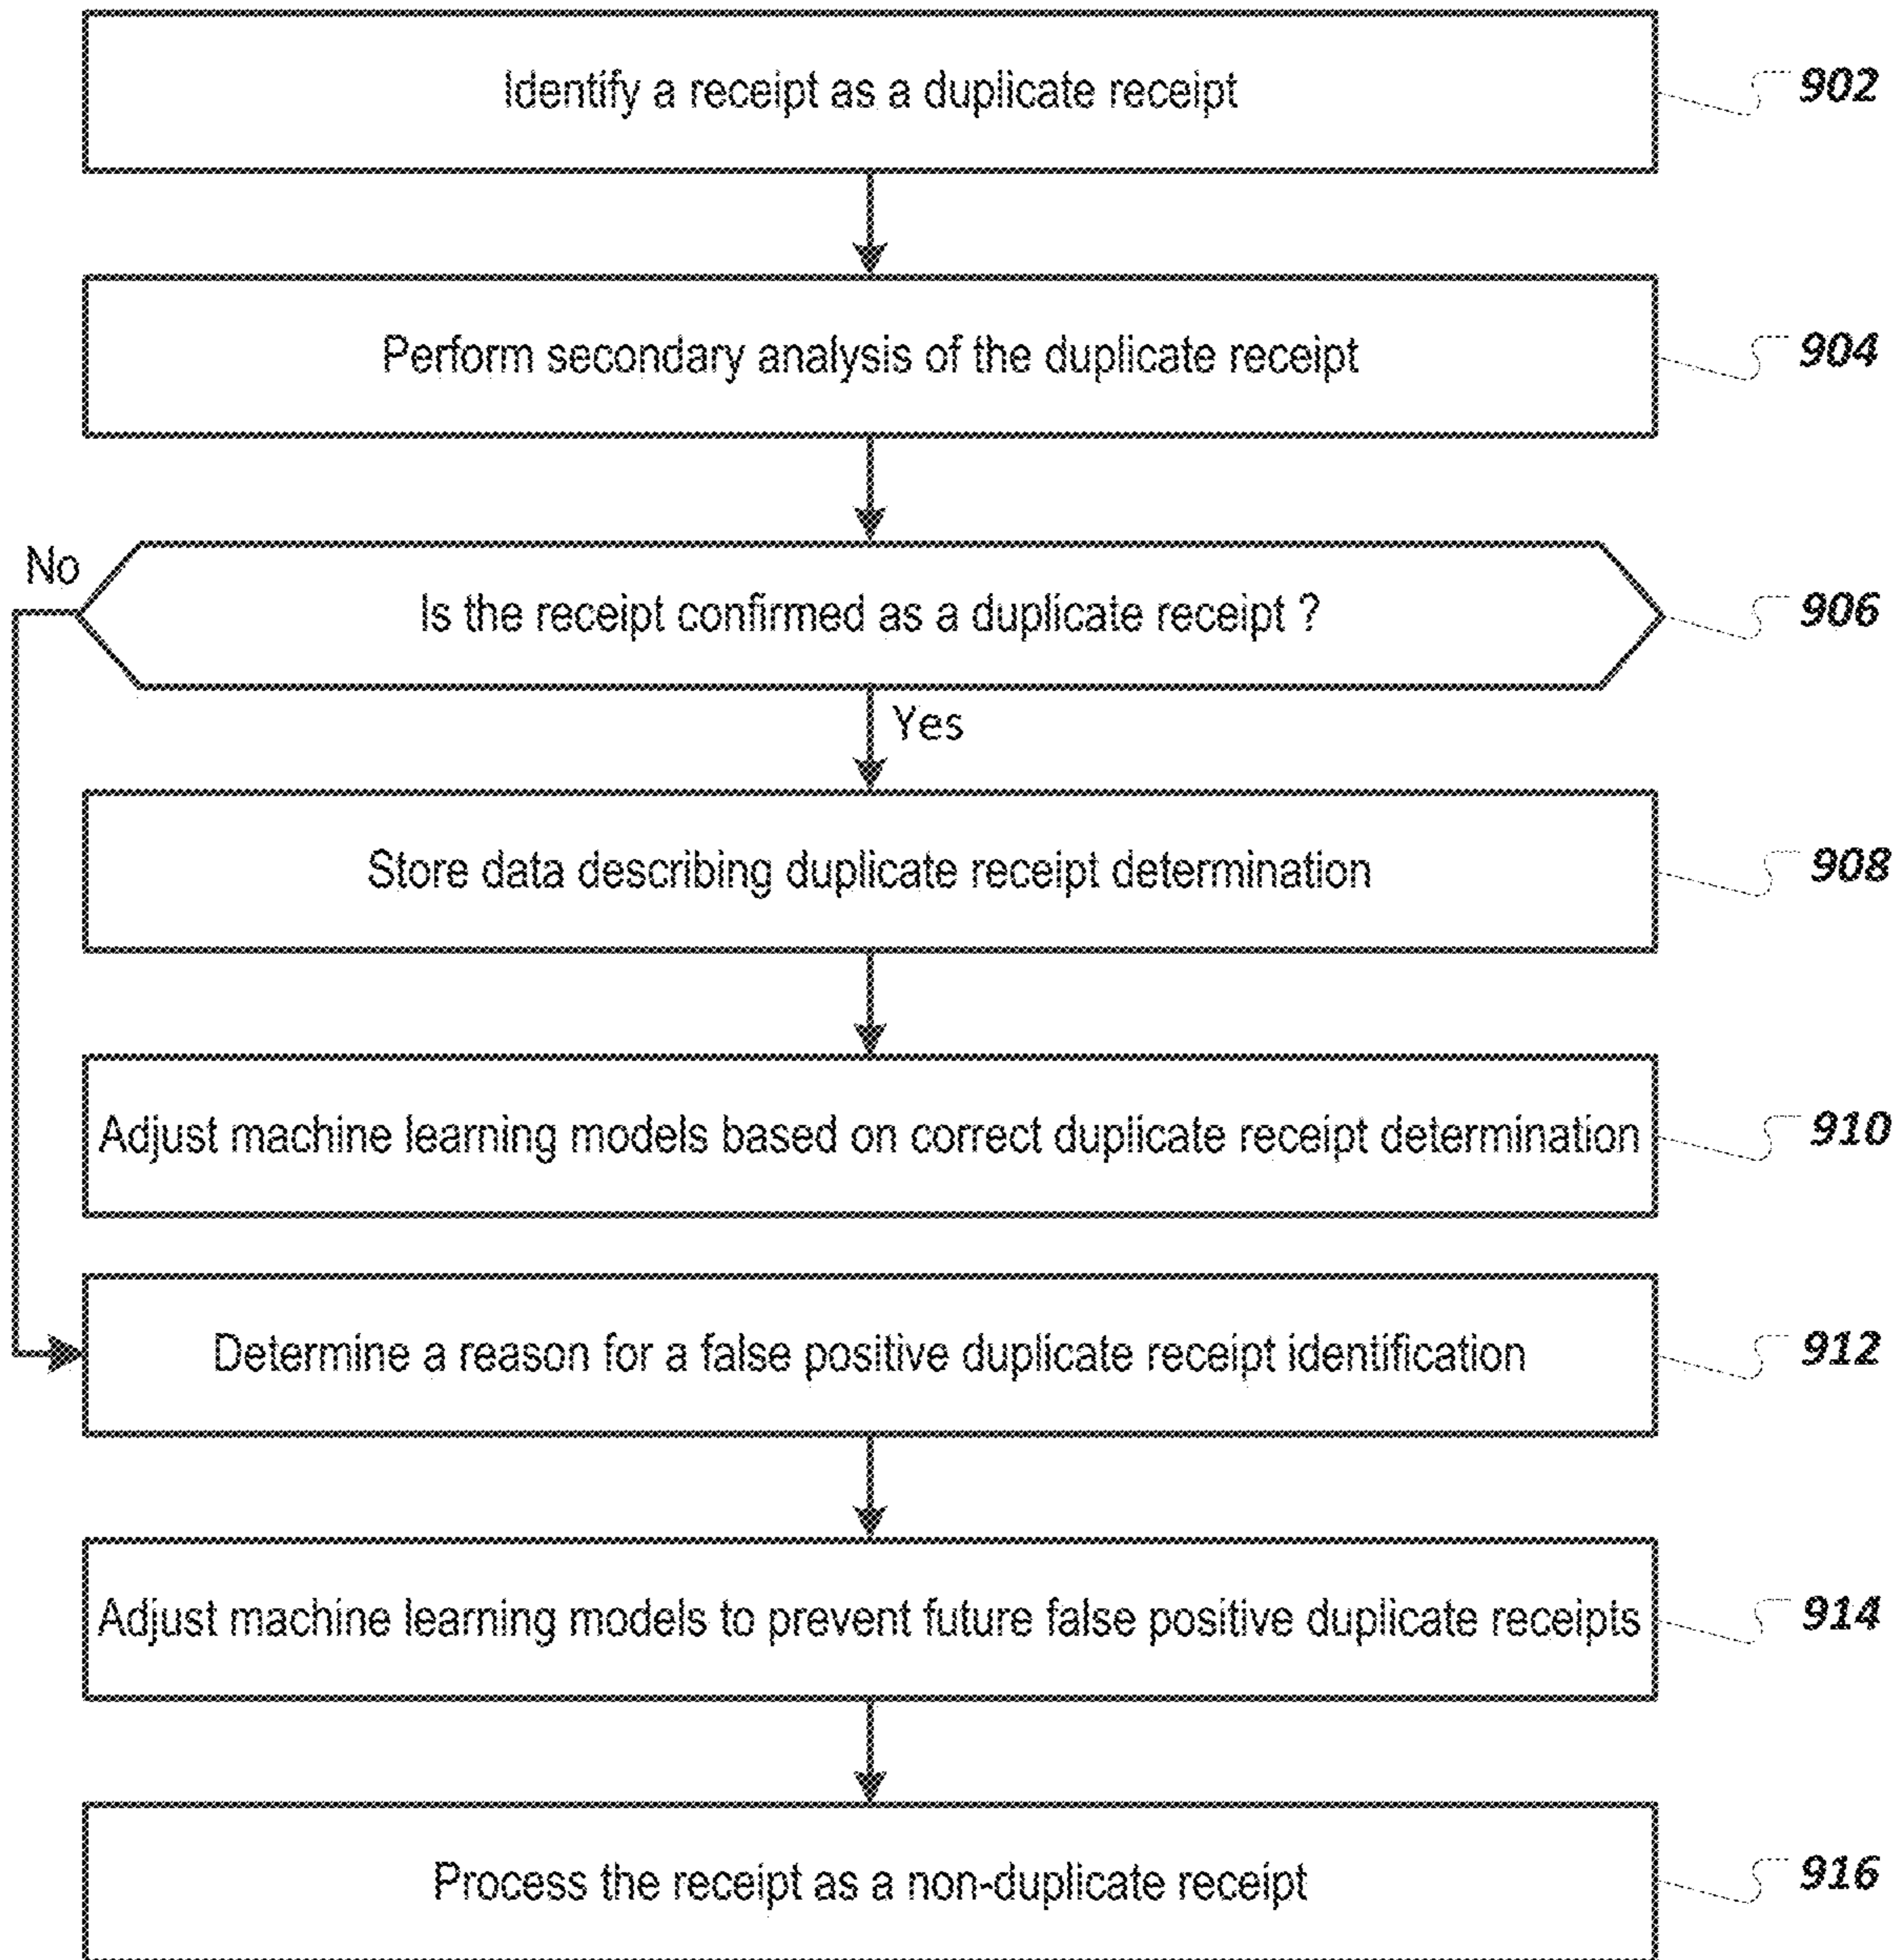 Identify a receipt as a duplicate receipt
902
Perform secondary analysis of the duplicate receipt
904
No
Is the receipt confirmed as a duplicate receipt ?
906
Yes
Store data describing duplicate receipt determination
908
Adjust machine learning models based on correct duplicate receipt determination
910
Determine a reason for a false positive duplicate receipt identification
912
Adjust machine learning models to prevent future false positive duplicate receipts
914
Process the receipt as a non-duplicate receipt
916